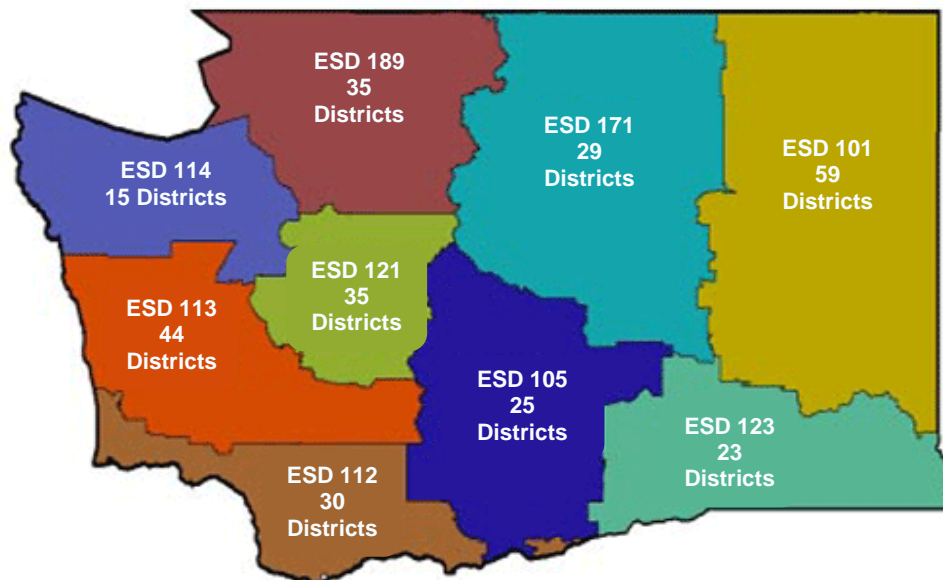 ESD 189
35
Districts
ESD 171
29
Districts
ESD 101
59
Districts
ESD 114
15 Districts
ESD 121
35
Districts
ESD 113
44
Districts
ESD 105
25
Districts
ESD 123
23
Districts
ESD 112
30
Districts